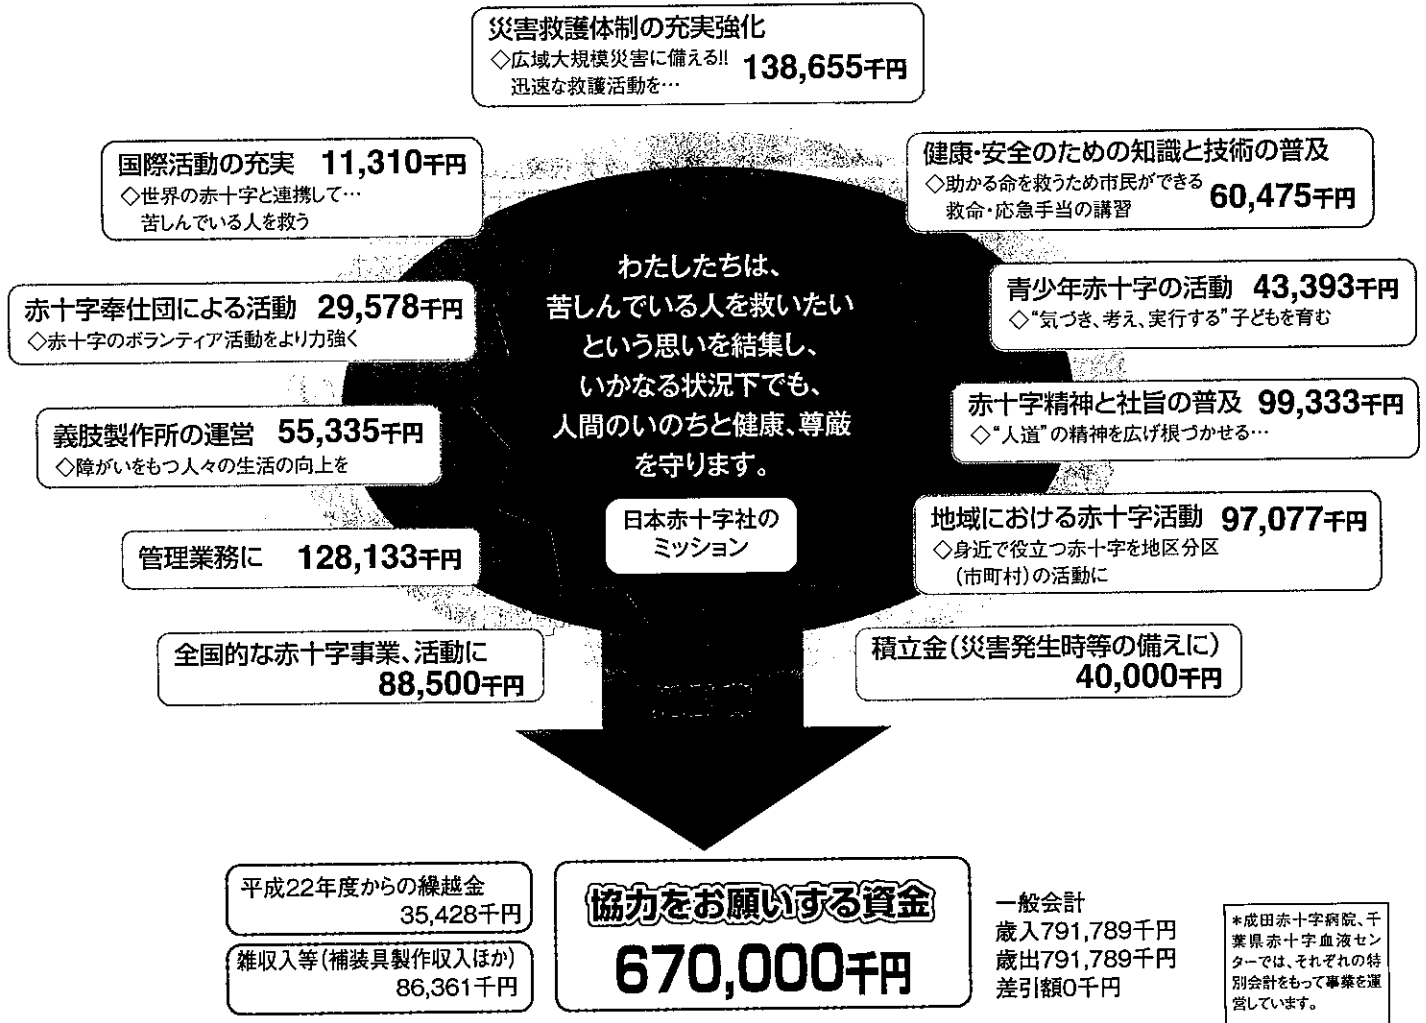 災害救護体制の充実強化
◇広域大規模災害に備える!! 138,655千円
迅速な救護活動を…
国際活動の充実 11,310千円
◇世界の赤十字と連携して…
苦しんでいる人を救う
健康・安全のための知識と技術の普及
◇助かる命を救うため市民ができる
救命・応急手当の講習 60,475千円
赤十字奉仕団による活動 29,578千円
◇赤十字のボランティア活動をより力強く
青少年赤十字の活動 43,393千円
◇“気づき、考え、実行する”子どもを育む
義肢製作所の運営 55,335千円
◇障がいをもつ人々の生活の向上を
赤十字精神と社旨の普及 99,333千円
◇“人道”の精神を広げ根づかせる…
管理業務に 128,133千円
地域における赤十字活動 97,077千円
◇身近で役立つ赤十字を地区分区
(市町村)の活動に
全国的な赤十字事業、活動に
88,500千円
積立金(災害発生時等の備えに)
40,000千円
わたしたちは、
苦しんでいる人を救いたい
という思いを結集し、
いかなる状況下でも、
人間のいのちと健康、尊厳
を守ります。
日本赤十字社の
ミッション
平成22年度からの繰越金
35,428千円
雑収入等(補装具製作収入ほか)
86,361千円
協力をお願いする資金
670,000千円
一般会計
歳入791,789千円
歳出791,789千円
差引額0千円
*成田赤十字病院、千
葉県赤十字血液セン
ターでは、それぞれの特
別会計をもって事業を運
営しています。